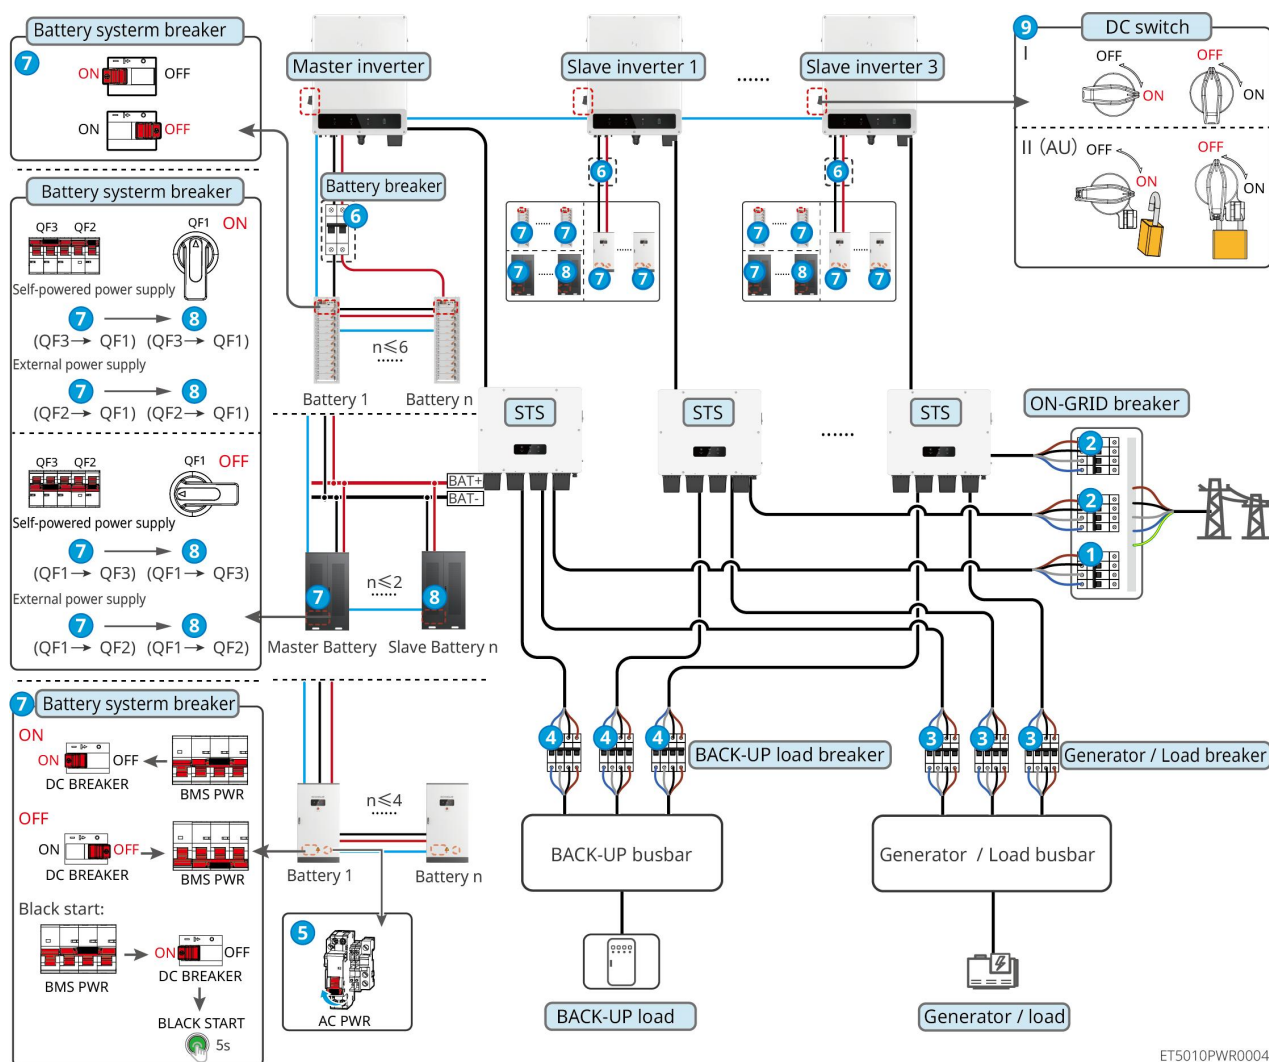 Battery systerm breaker
7
ON
OFF
ON
OFF
Battery systerm breaker
QF3 QF2
QF1 ON
Self-powered power supply
7 8
(QF3→ QF1) (QF3→ QF1)
External power supply
7 8
(QF2→ QF1) (QF2→ QF1)
QF3 QF2
QF1 OFF
Self-powered power supply
7 8
(QF1→ QF3) (QF1→ QF3)
External power supply
7 8
(QF1→ QF2) (QF1→ QF2)
7 Battery systerm breaker
ON
ON OFF
DC BREAKER
BMS PWR
OFF
ON OFF
DC BREAKER
BMS PWR
Black start:
BMS PWR
ON OFF
DC BREAKER
BLACK START
5s
Master inverter
Slave inverter 1
......
Slave inverter 3
Battery breaker
6
6
6
7 ...... 7
7 8
7 ...... 7
7 ...... 7
7 8
7 ...... 7
n≤6
......
Battery 1
Battery n
BAT+
BAT-
7
n≤2
......
8
Master Battery
Slave Battery n
n≤4
......
Battery 1
Battery n
5
AC PWR
STS
STS
......
STS
9 DC switch
I
OFF
ON
OFF
ON
II (AU)
OFF
ON
OFF
ON
ON-GRID breaker
2
2
1
4 4 4
BACK-UP load breaker
3 3 3
Generator / Load breaker
BACK-UP busbar
Generator / Load busbar
BACK-UP load
Generator / load
ET5010PWR0004